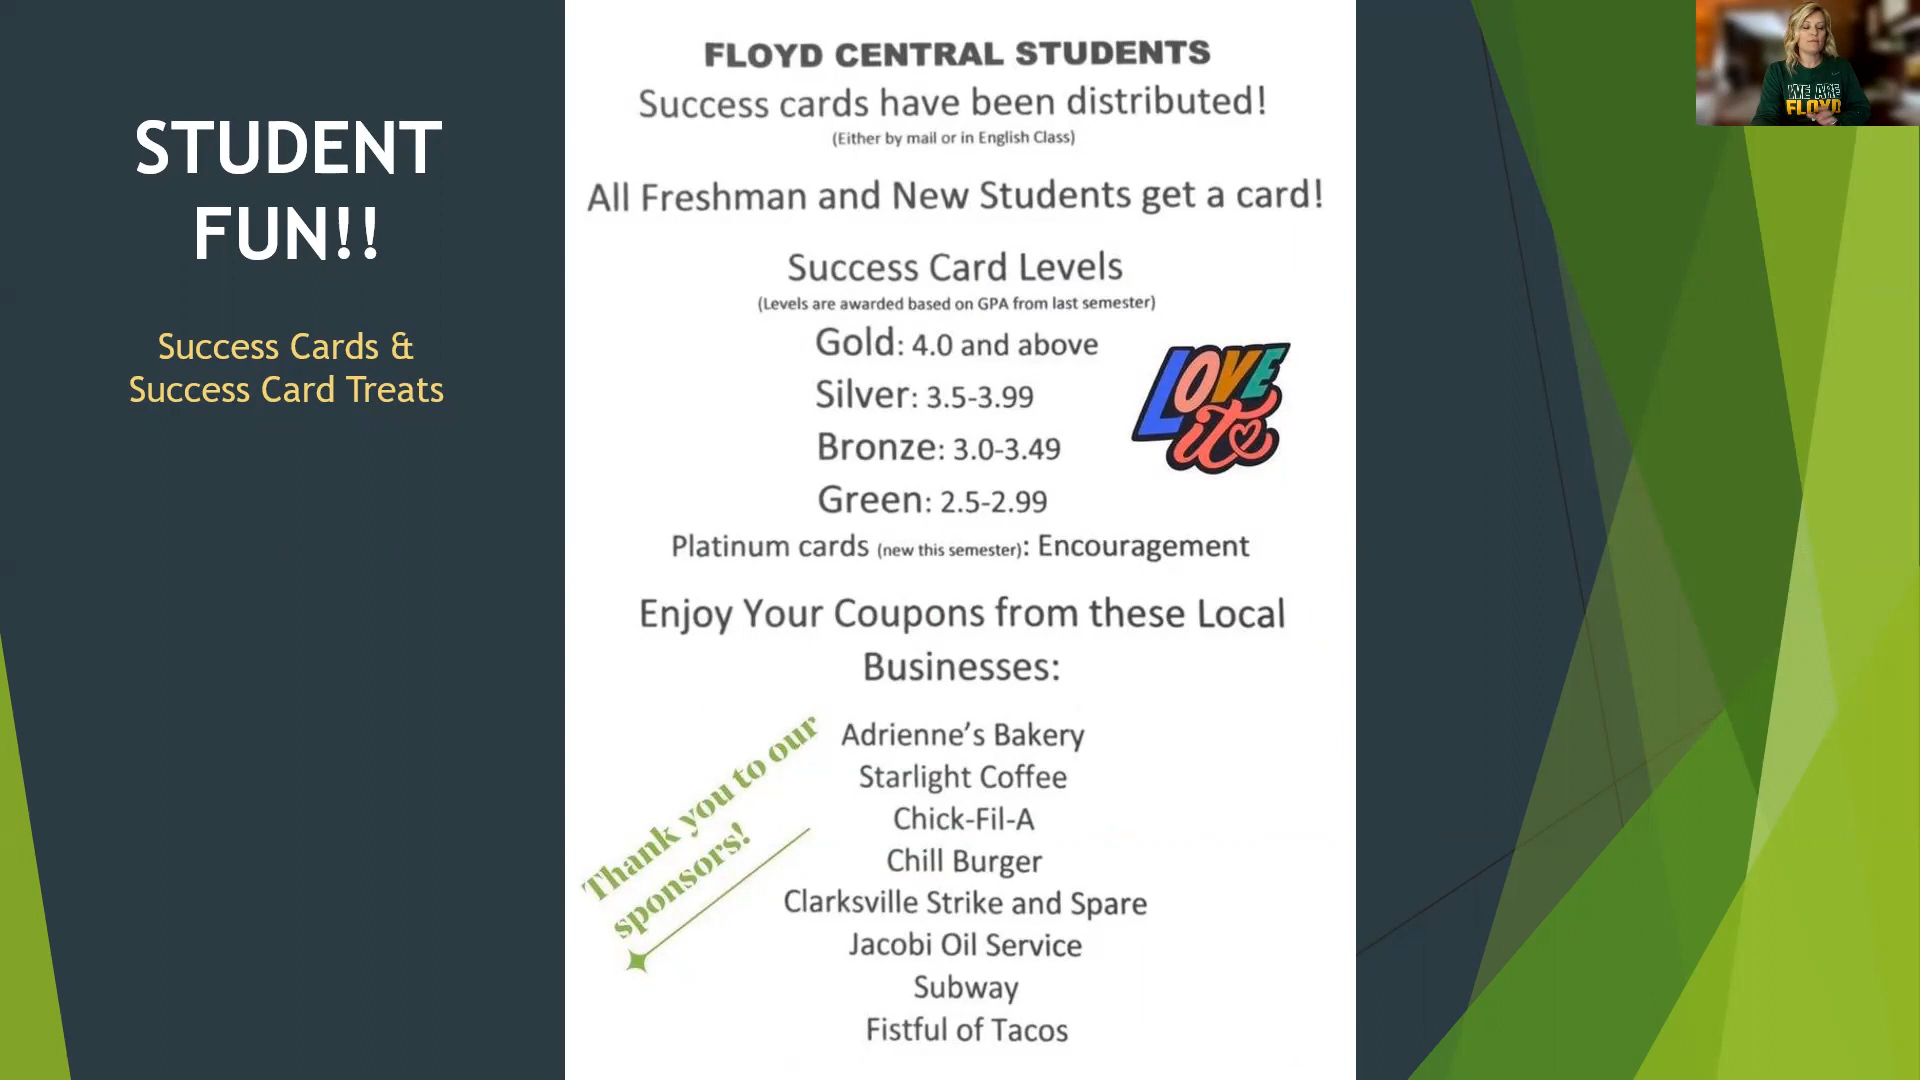 STUDENT
FUN!!
Success Cards &
Success Card Treats
FLOYD CENTRAL STUDENTS
Success cards have been distributed!
(Either by mail or in English Class)
All Freshman and New Students get a card!
Success Card Levels
(Levels are awarded based on GPA from last semester)
Gold: 4.0 and above
Silver: 3.5-3.99
Bronze: 3.0-3.49
Green: 2.5-2.99
LOVE
it
Platinum cards (new this semester): Encouragement
Enjoy Your Coupons from these Local
Businesses:
Thank you to our
sponsors!
Adrienne’s Bakery
Starlight Coffee
Chick-Fil-A
Chill Burger
Clarksville Strike and Spare
Jacobi Oil Service
Subway
Fistful of Tacos
WE ARE
FLOYD